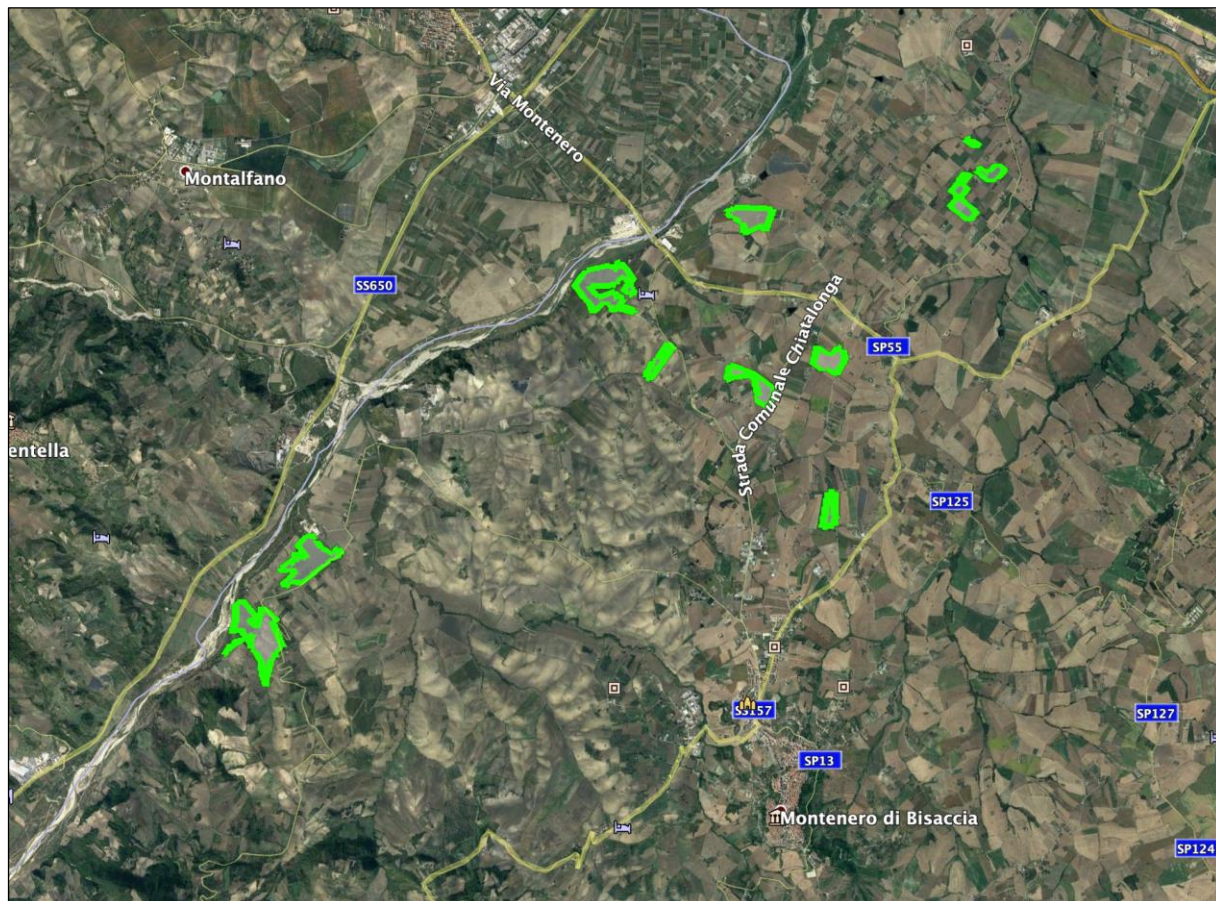 Via Montenero
Montalfano
SS650
Strada Comunale Chiatalonga
SP55
entella
SP125
SS157
SP127
SP13
Montenero di Bisaccia
SP124